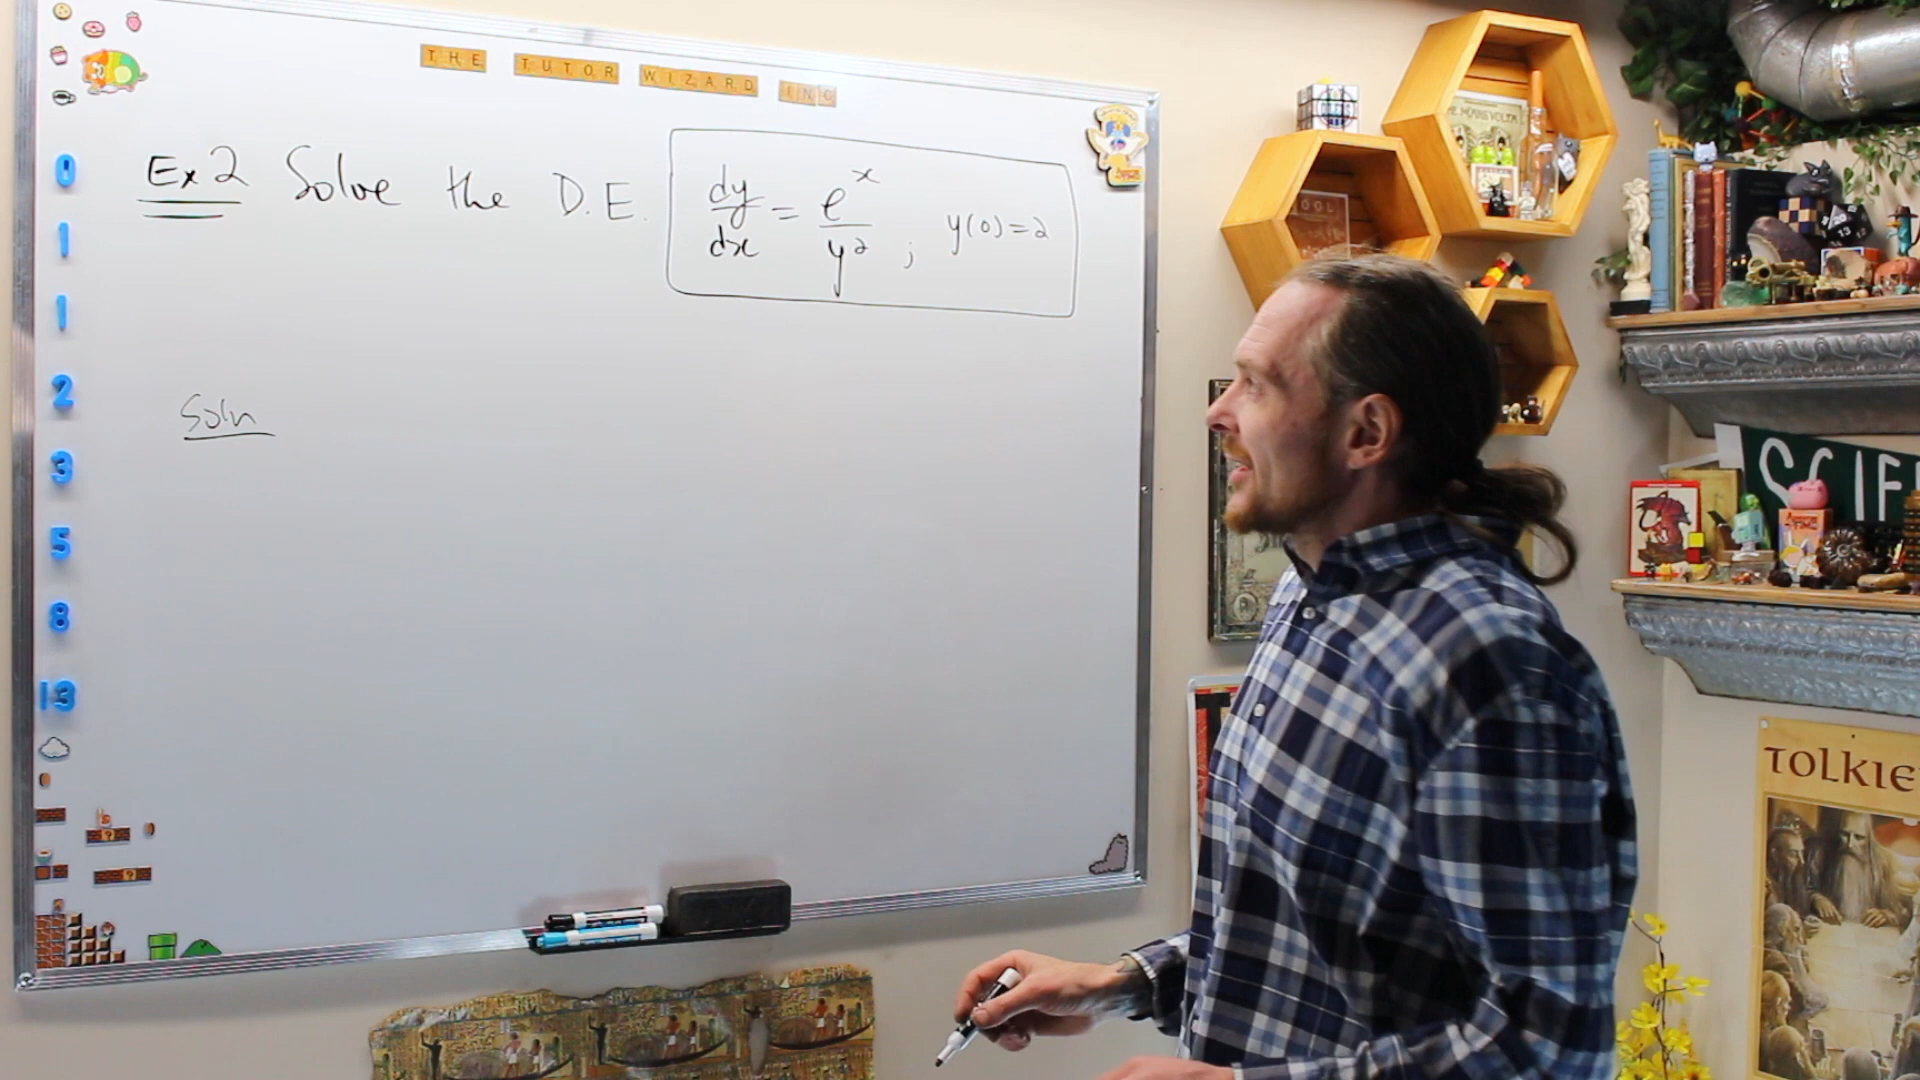 THE TUTOR WIZARD INC
Ex 2 Solve the D.E. dy/dx = e^x/y^2 ; y(0)=2
Soln
0
1
1
2
3
5
8
13
SCIF
TOLKIE